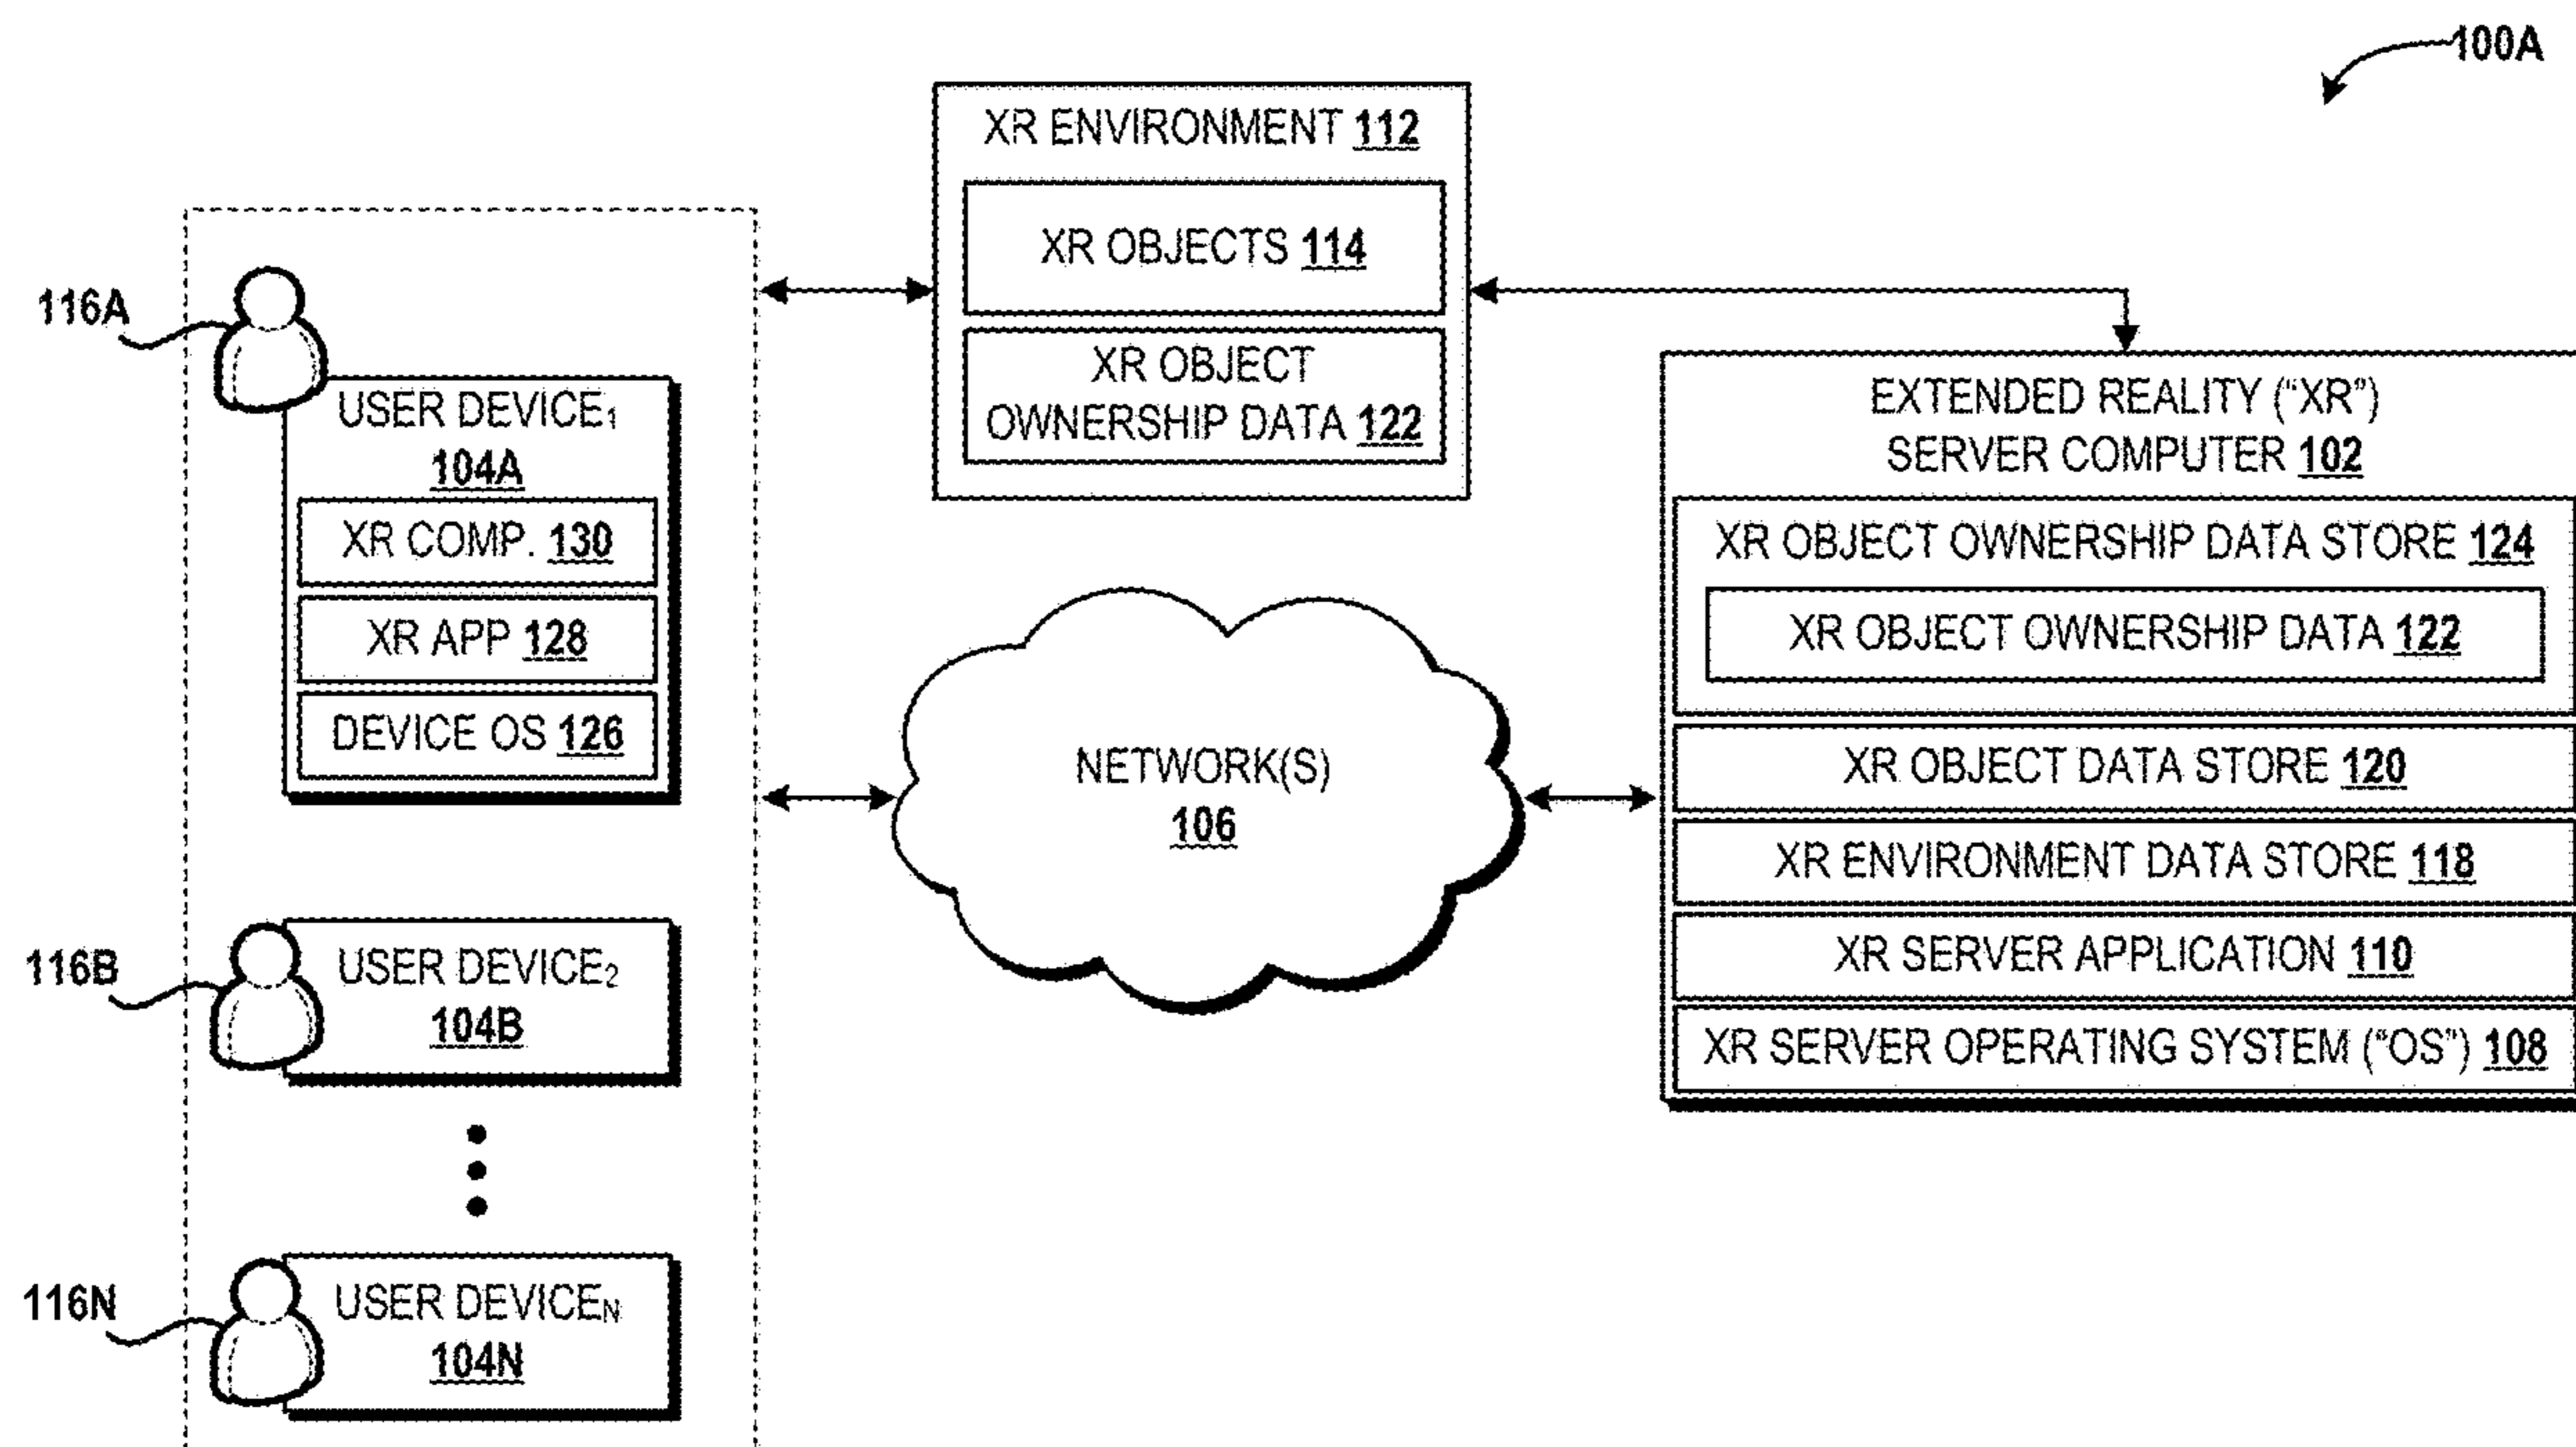 100A
XR ENVIRONMENT 112
XR OBJECTS 114
XR OBJECT
OWNERSHIP DATA 122
116A
USER DEVICE₁
104A
XR COMP. 130
XR APP 128
DEVICE OS 126
116B
USER DEVICE₂
104B
116N
USER DEVICEₙ
104N
NETWORK(S)
106
EXTENDED REALITY (“XR”)
SERVER COMPUTER 102
XR OBJECT OWNERSHIP DATA STORE 124
XR OBJECT OWNERSHIP DATA 122
XR OBJECT DATA STORE 120
XR ENVIRONMENT DATA STORE 118
XR SERVER APPLICATION 110
XR SERVER OPERATING SYSTEM (“OS”) 108